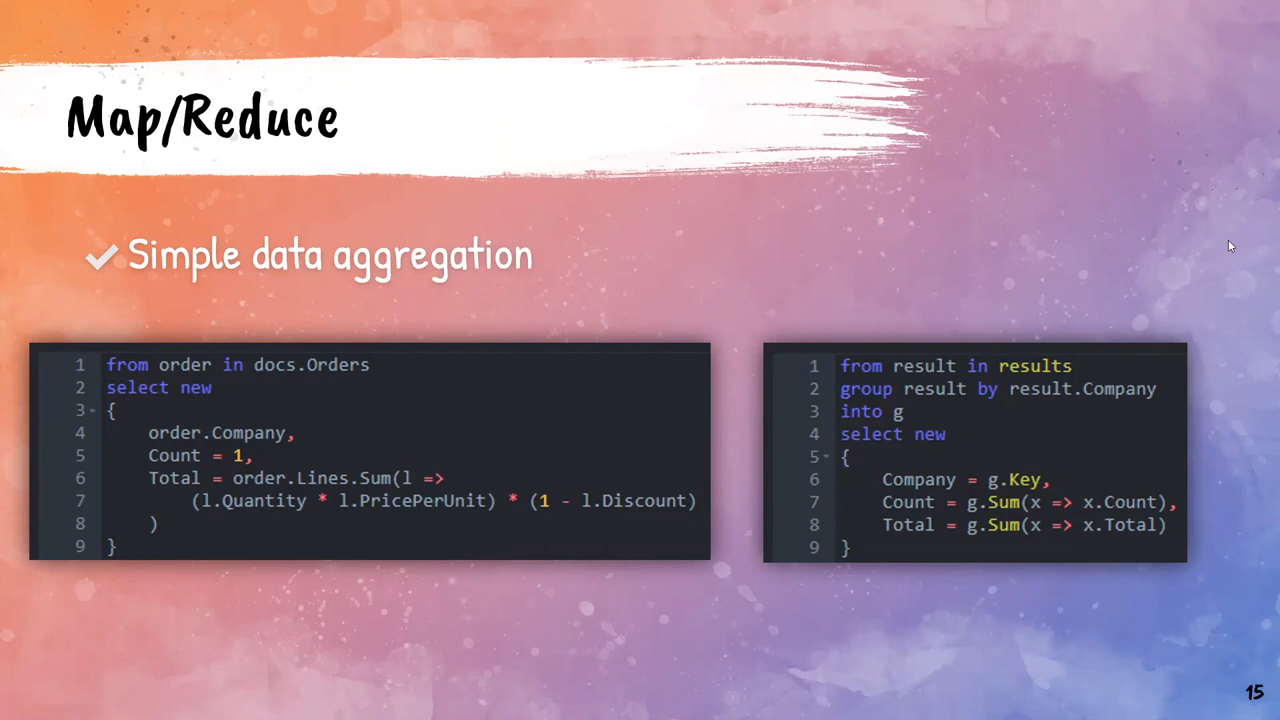 Map/Reduce
Simple data aggregation
1 from order in docs.Orders
2 select new
3 {
4     order.Company,
5     Count = 1,
6     Total = order.Lines.Sum(l =>
7         (l.Quantity * l.PricePerUnit) * (1 - l.Discount)
8     )
9 }
1 from result in results
2 group result by result.Company
3 into g
4 select new
5 {
6     Company = g.Key,
7     Count = g.Sum(x => x.Count),
8     Total = g.Sum(x => x.Total)
9 }
15